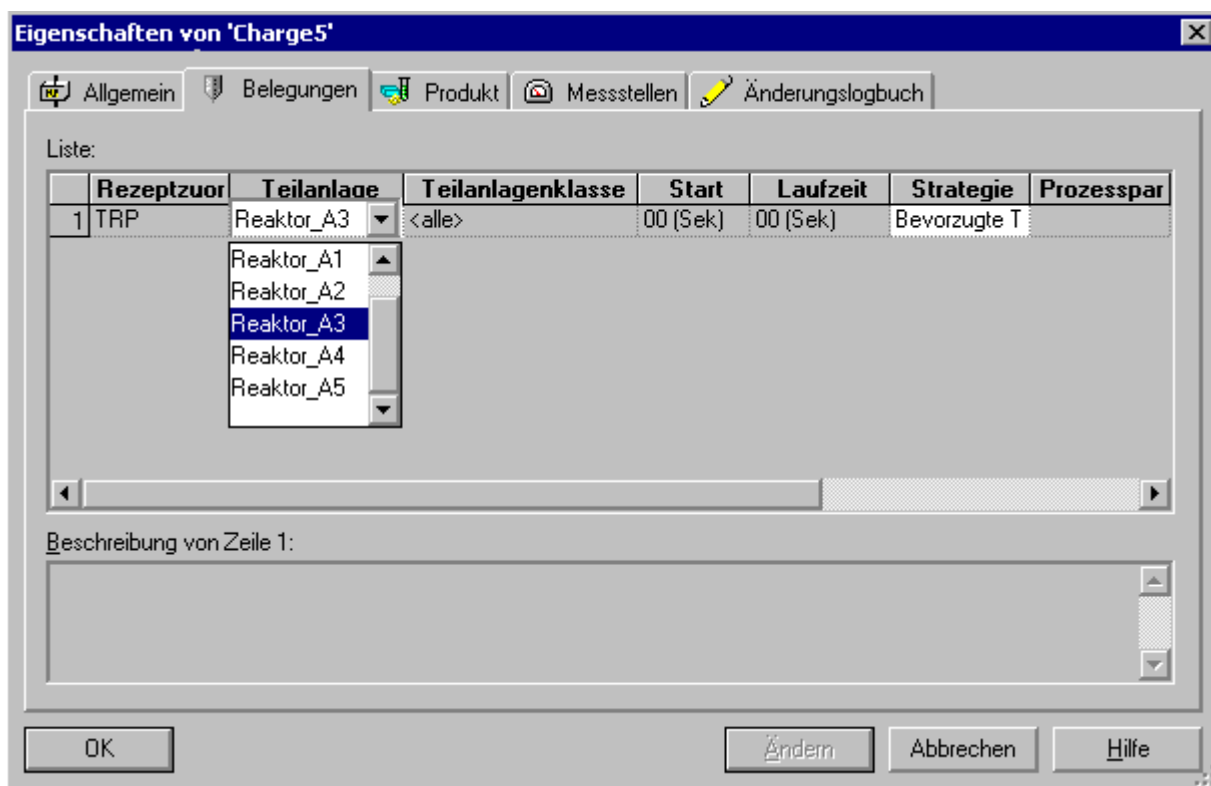 Eigenschaften von 'Charge5'
Allgemein Belegungen Produkt Messstellen Änderungslogbuch
Liste:
Rezeptzuor Teilanlage Teilanlagenklasse Start Laufzeit Strategie Prozesspar
1 TRP Reaktor_A3 <alle> 00 (Sek) 00 (Sek) Bevorzugte T
Reaktor_A1
Reaktor_A2
Reaktor_A3
Reaktor_A4
Reaktor_A5
Beschreibung von Zeile 1:
OK Ändern Abbrechen Hilfe